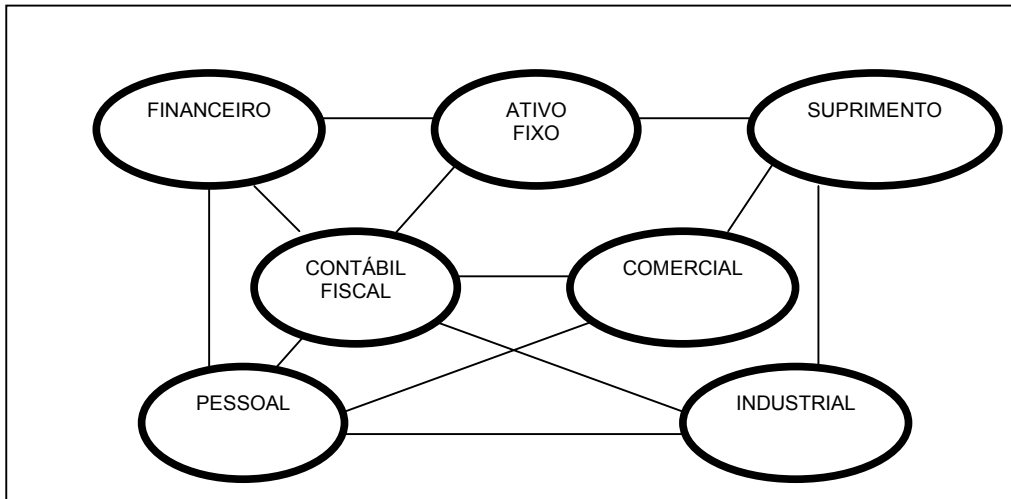 FINANCEIRO
ATIVO
FIXO
SUPRIMENTO
CONTÁBIL
FISCAL
COMERCIAL
PESSOAL
INDUSTRIAL